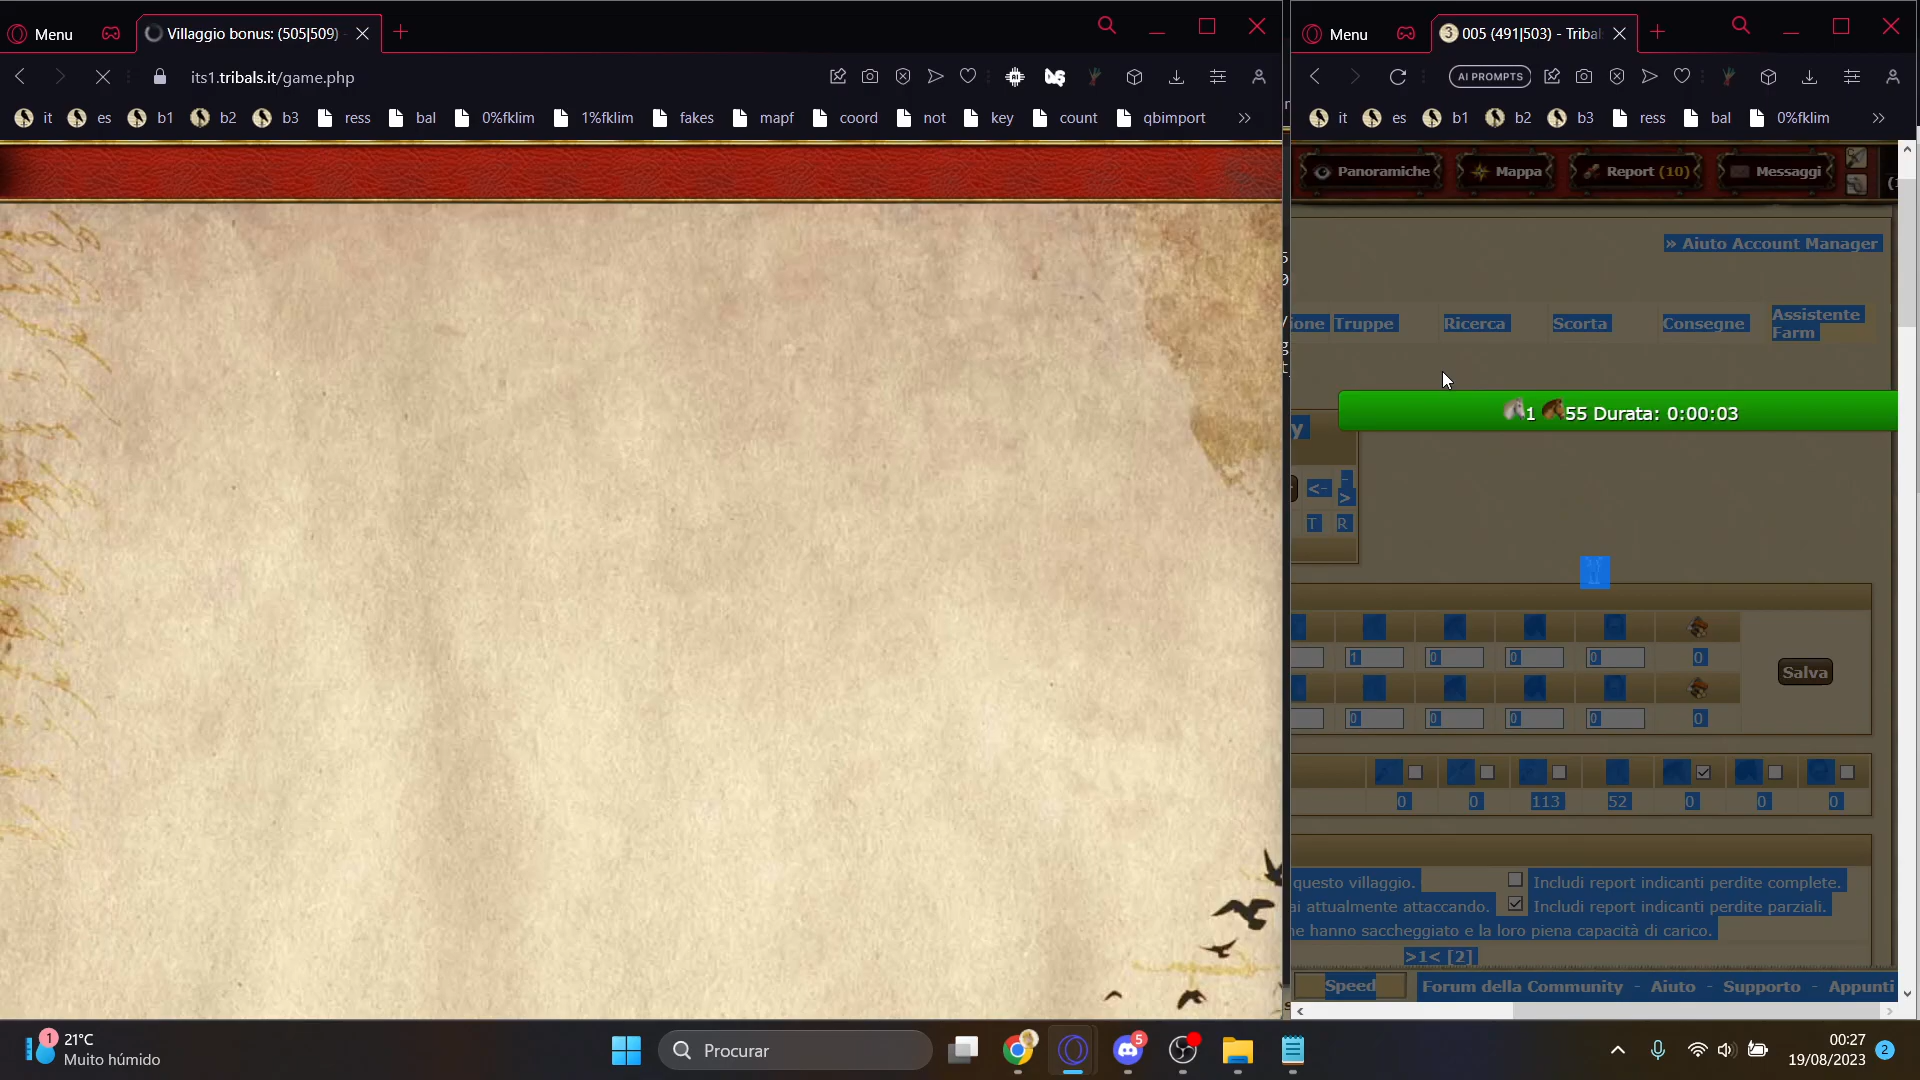 Menu
Villaggio bonus: (505|509)
its1.tribals.it/game.php
it es b1 b2 b3 ress bal 0%fklim 1%fklim fakes mapf coord not key count qbimport
Menu
005 (491|503) - Tribal
AI PROMPTS
it es b1 b2 b3 ress bal 0%fklim
Panoramiche Mappa Report (10) Messaggi
» Aiuto Account Manager
ione Truppe Ricerca Scorta Consegne Assistente Farm
1 55 Durata: 0:00:03
y
<- ->
T R
1 0 0 0 0
Salva
0 0 0 0 0
0 0 113 52 0 0 0
questo villaggio. Includi report indicanti perdite complete.
ai attualmente attaccando. Includi report indicanti perdite parziali.
he hanno saccheggiato e la loro piena capacità di carico.
>1< [2]
Speed Forum della Community - Aiuto - Supporto - Appunti
1
21°C
Muito húmido
Procurar
5
00:27
19/08/2023
2